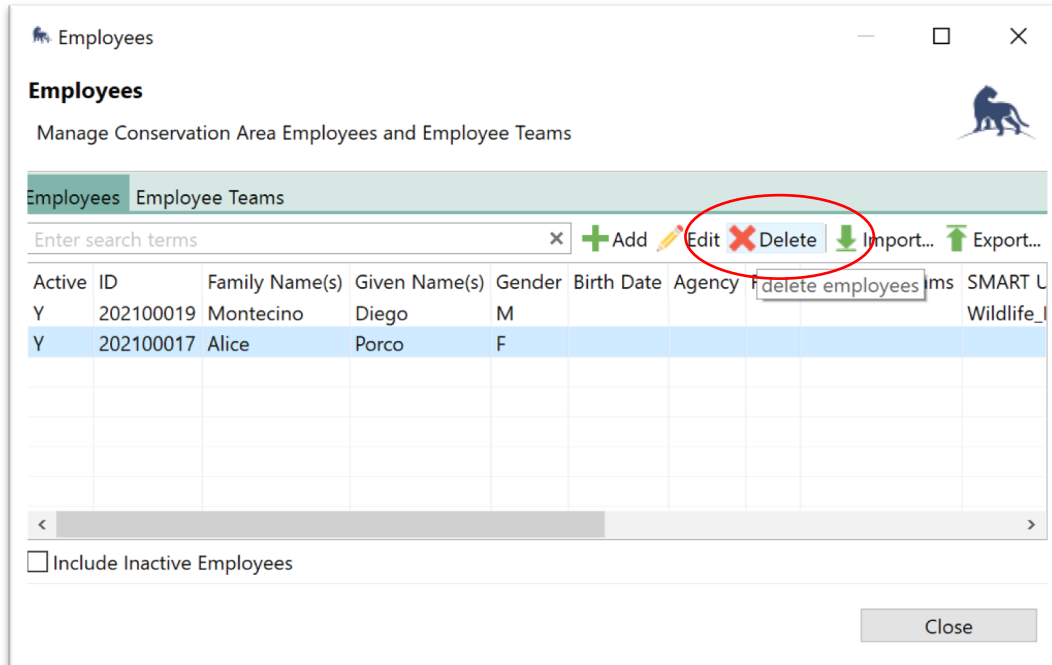 Employees
Employees
Manage Conservation Area Employees and Employee Teams
Employees Employee Teams
Enter search terms Add Edit Delete Import... Export...
Active ID Family Name(s) Given Name(s) Gender Birth Date Agency SMART U
delete employees
Y 202100019 Montecino Diego M Wildlife_
Y 202100017 Alice Porco F
Include Inactive Employees
Close